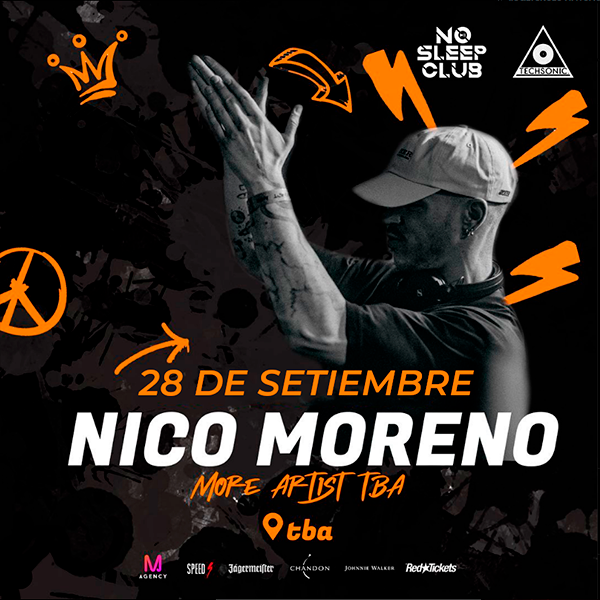 NO
SLEEP
CLUB
TECHSONIC
28 DE SETIEMBRE
NICO MORENO
MORE ARTIST TBA
tba
M AGENCY
SPEED
Jägermeister
CHANDON
JOHNNIE WALKER
RedTickets